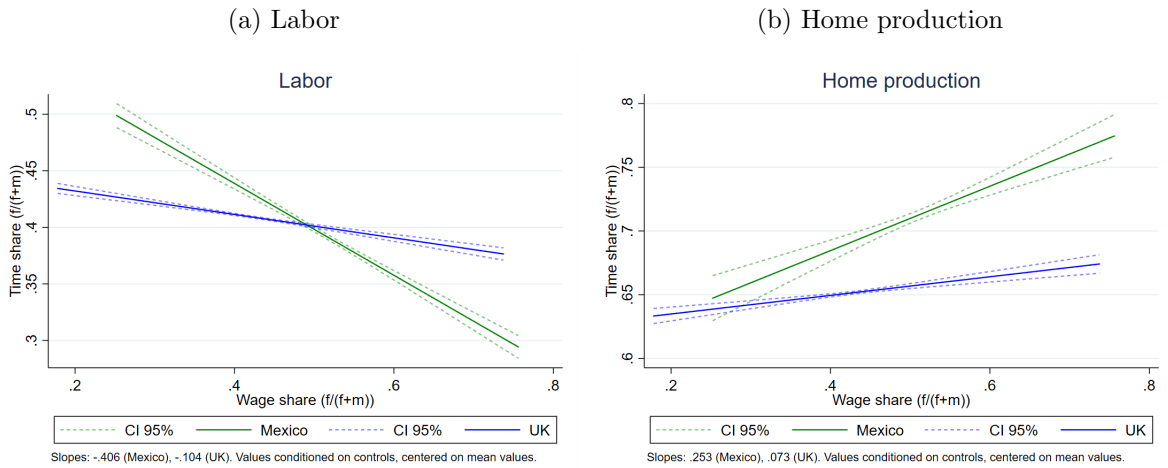 (a) Labor
Labor
Time share (f/(f+m))
.5
.45
.4
.35
.3
.2 .4 .6 .8
Wage share (f/(f+m))
CI 95% Mexico CI 95% UK
Slopes: -.406 (Mexico), -.104 (UK). Values conditioned on controls, centered on mean values.
(b) Home production
Home production
Time share (f/(f+m))
.8
.75
.7
.65
.6
.2 .4 .6 .8
Wage share (f/(f+m))
CI 95% Mexico CI 95% UK
Slopes: .253 (Mexico), .073 (UK). Values conditioned on controls, centered on mean values.